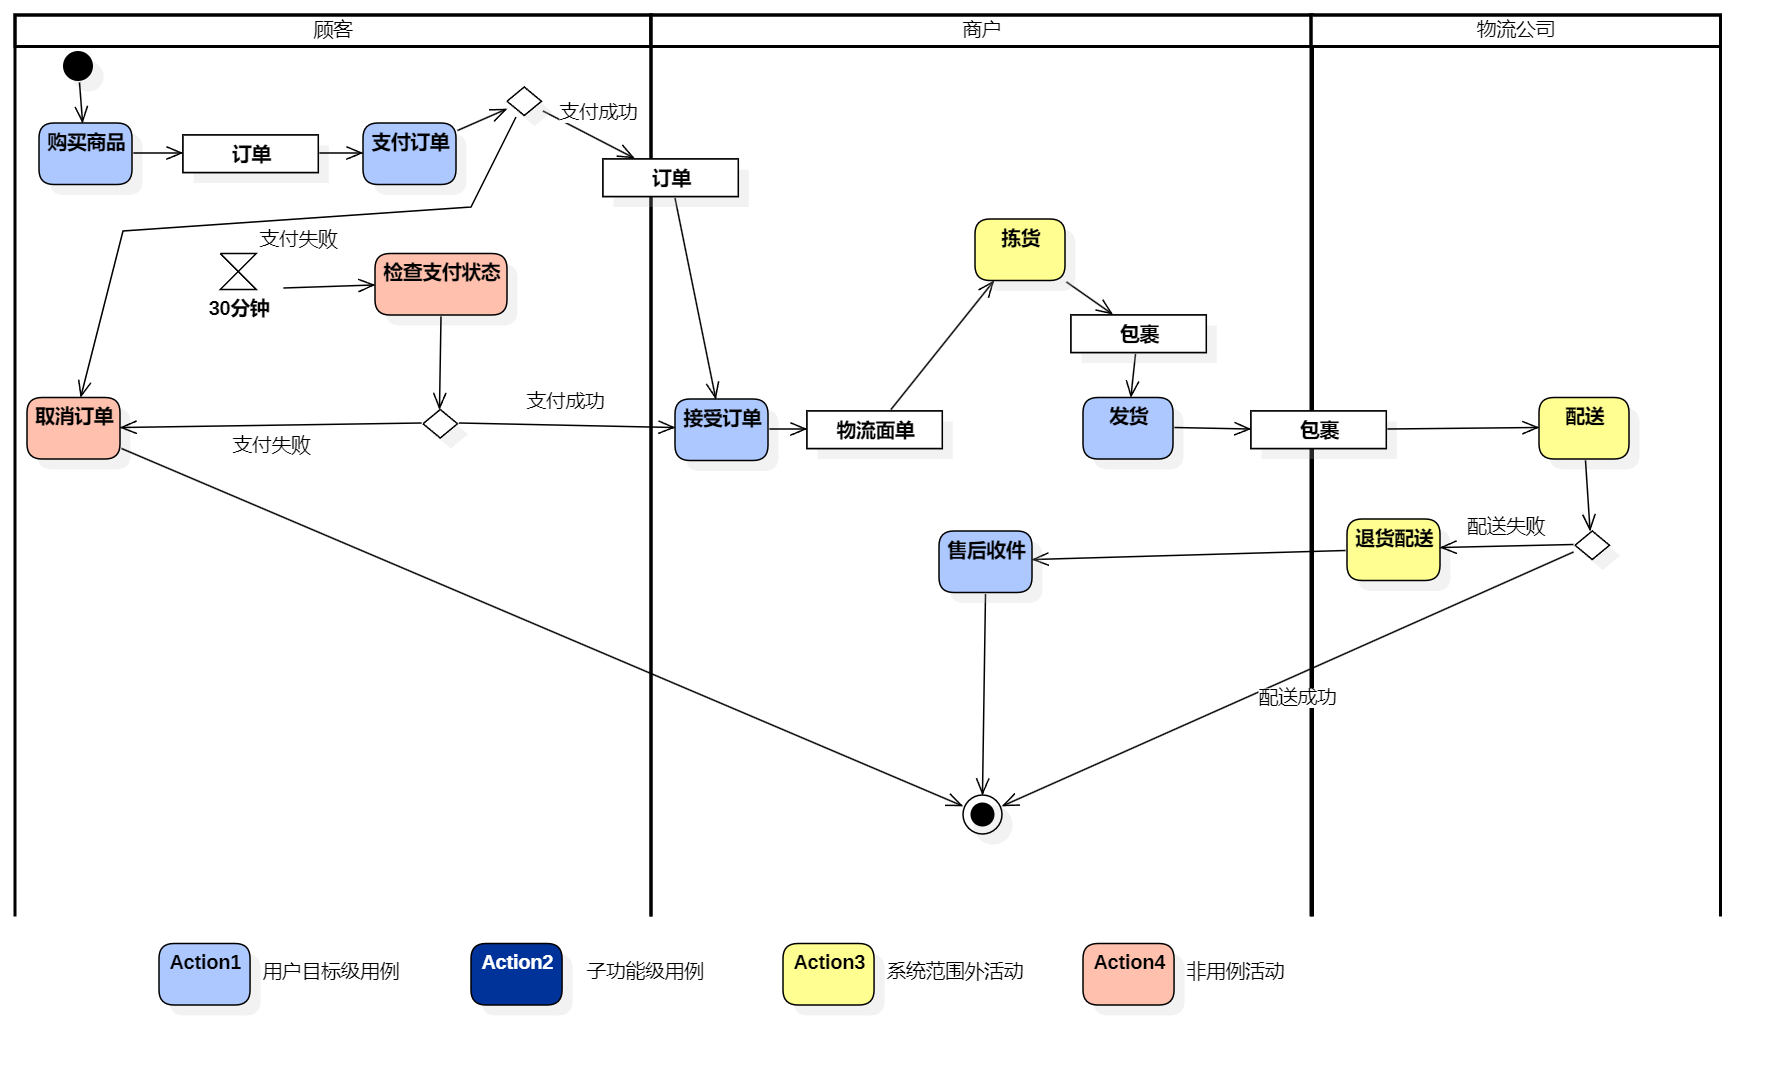 顾客
商户
物流公司
支付成功
购买商品
订单
支付订单
订单
支付失败
拣货
检查支付状态
30分钟
包裹
支付成功
取消订单
支付失败
接受订单
物流面单
发货
包裹
配送
配送失败
售后收件
退货配送
配送成功
Action1
用户目标级用例
Action2
子功能级用例
Action3
系统范围外活动
Action4
非用例活动